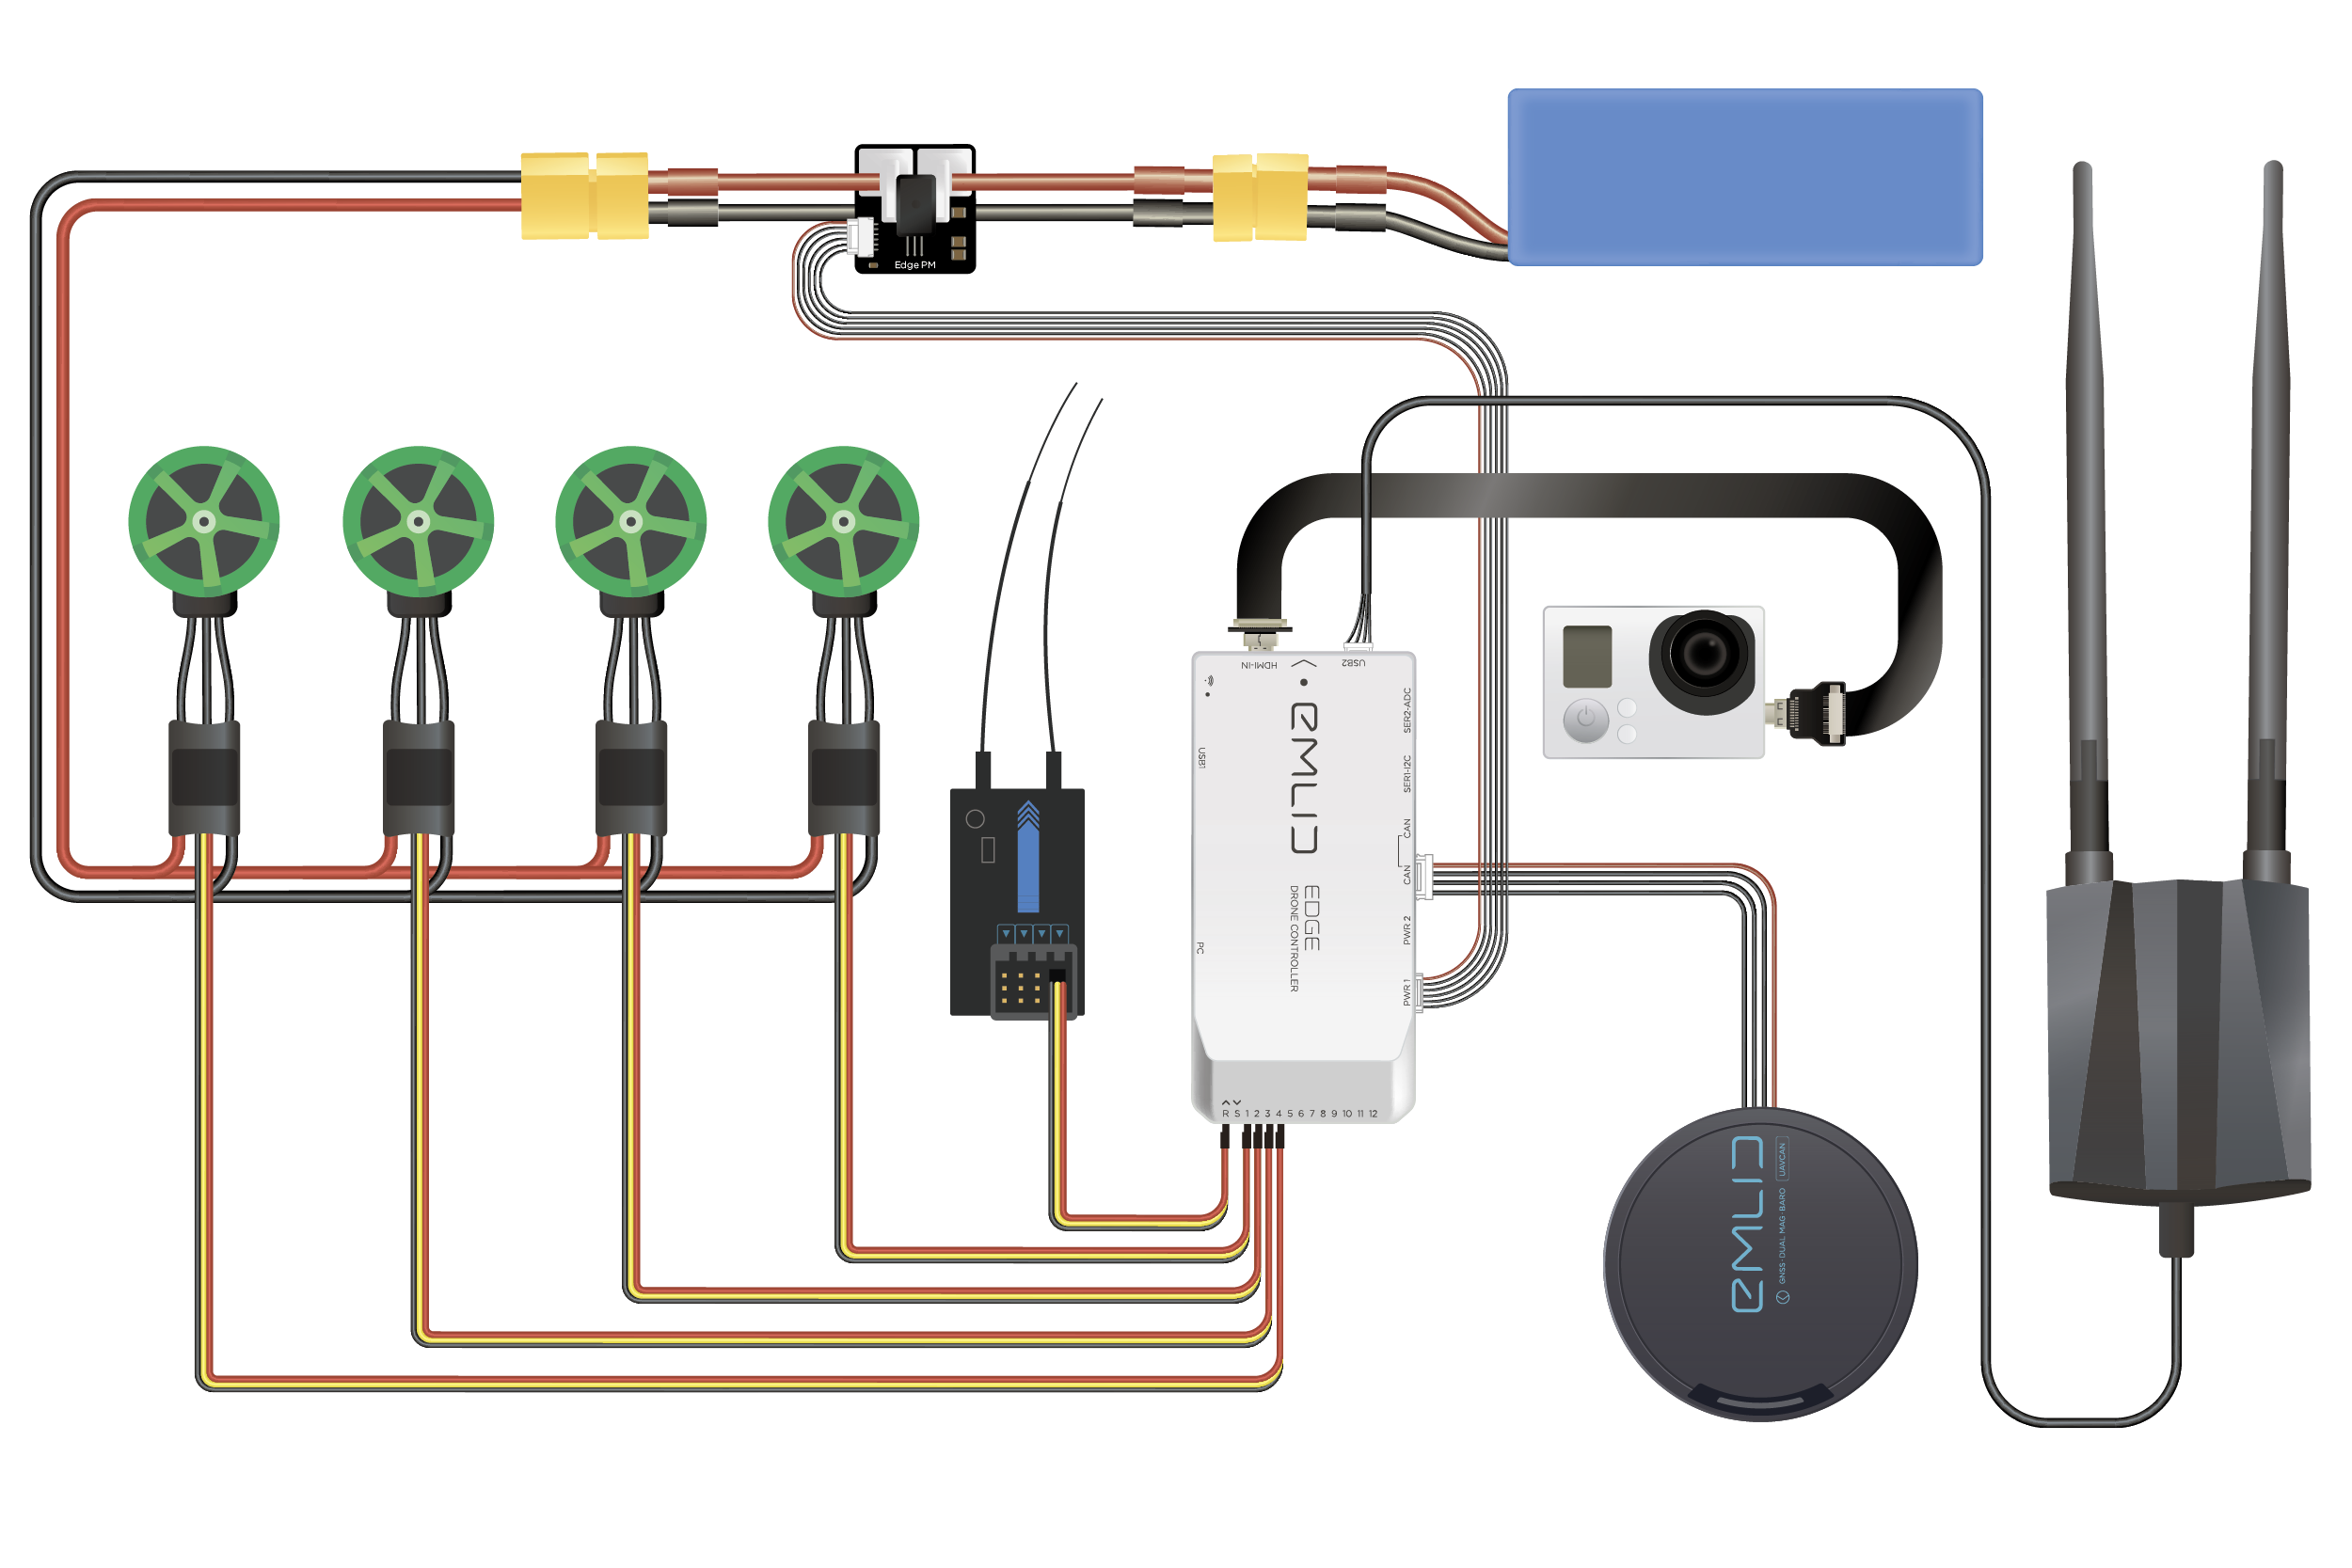 Edge PM
HDMI-IN
USB2
USB1
PC
SER2-ADC
SER1-I2C
CAN
CAN
PWR 2
PWR 1
EMLID
EDGE
DRONE CONTROLLER
R S 1 2 3 4 5 6 7 8 9 10 11 12
EMLID
GNSS · DUAL MAG · BARO UAVCAN